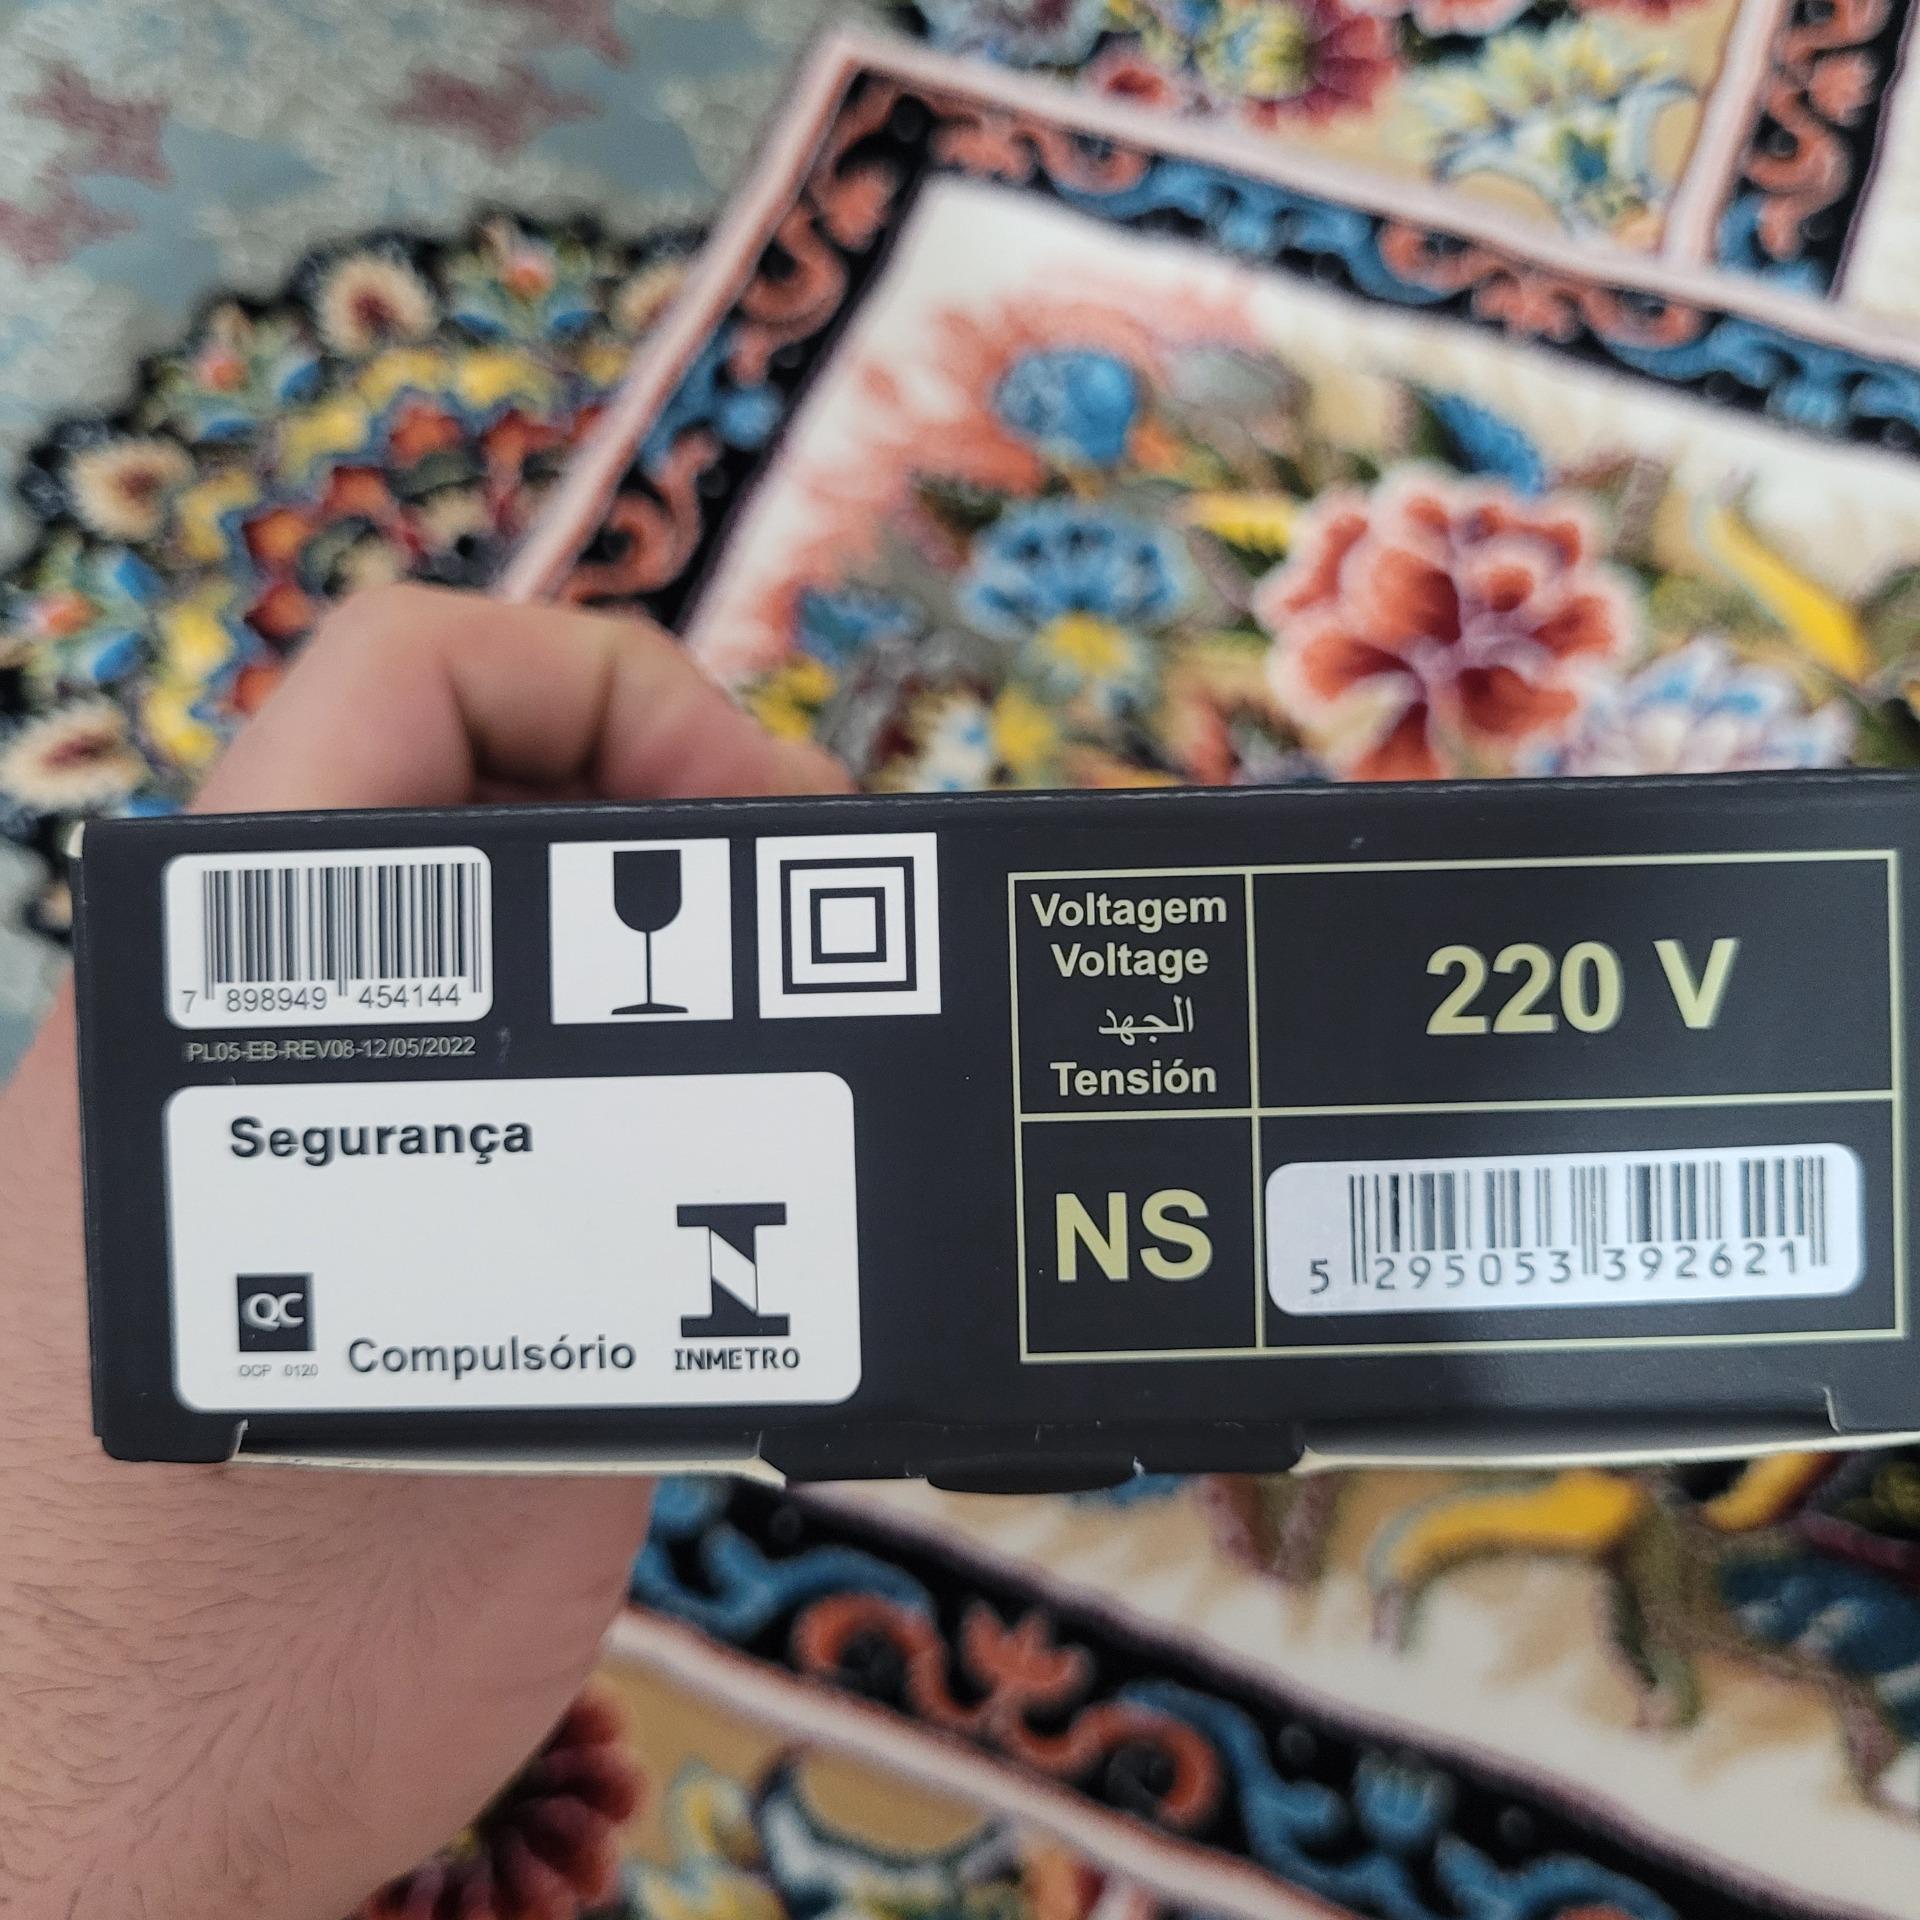 7 898949 454144
PL05-EB-REV08-12/05/2022
Segurança
QC
OCP 0120
Compulsório
INMETRO
Voltagem
Voltage
الجهد
Tensión
220 V
NS
5 295053 392621